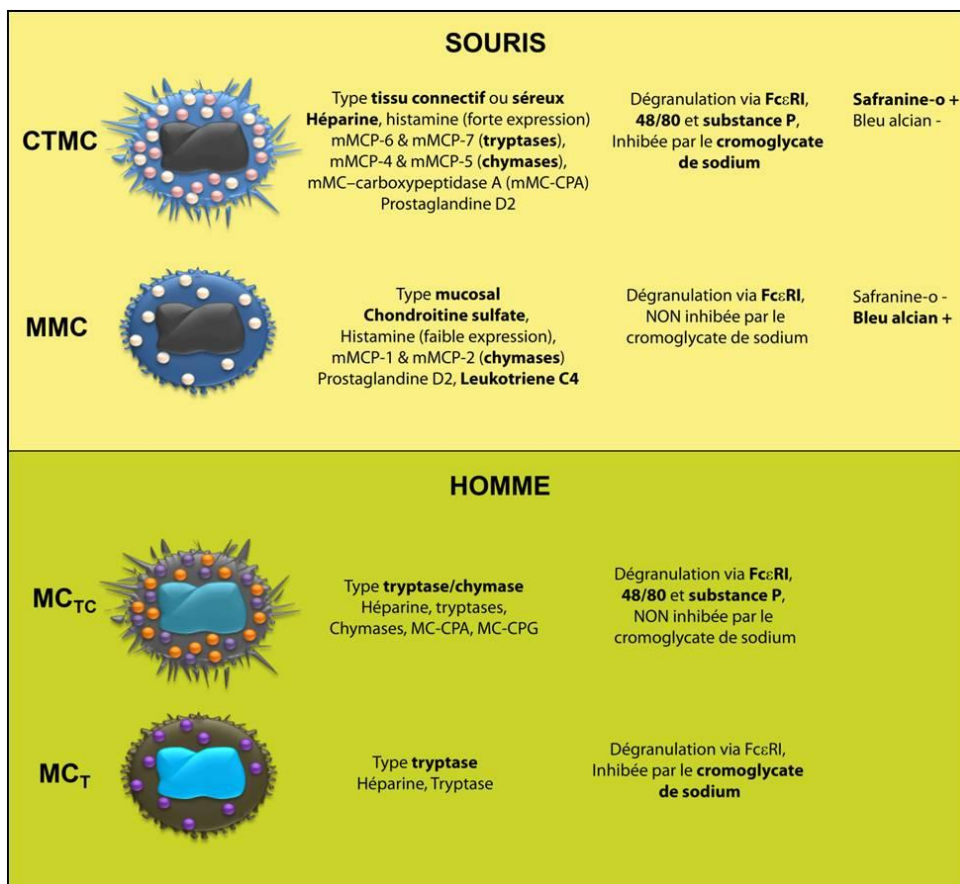 SOURIS
CTMC
Type tissu connectif ou séreux
Héparine, histamine (forte expression)
mMCP-6 & mMCP-7 (tryptases),
mMCP-4 & mMCP-5 (chymases),
mMC–carboxypeptidase A (mMC-CPA)
Prostaglandine D2
Dégranulation via FcεRI,
48/80 et substance P,
Inhibée par le cromoglycate
de sodium
Safranine-o +
Bleu alcian -
MMC
Type mucosal
Chondroitine sulfate,
Histamine (faible expression),
mMCP-1 & mMCP-2 (chymases)
Prostaglandine D2, Leukotriene C4
Dégranulation via FcεRI,
NON inhibée par le
cromoglycate de sodium
Safranine-o -
Bleu alcian +
HOMME
MCTC
Type tryptase/chymase
Héparine, tryptases,
Chymases, MC-CPA, MC-CPG
Dégranulation via FcεRI,
48/80 et substance P,
NON inhibée par le
cromoglycate de sodium
MCT
Type tryptase
Héparine, Tryptase
Dégranulation via FcεRI,
Inhibée par le cromoglycate
de sodium